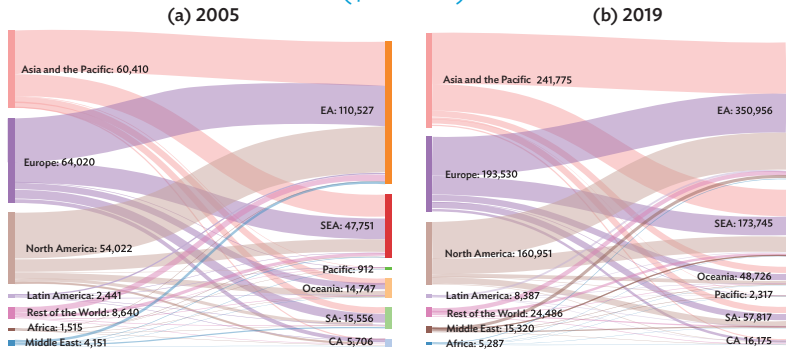 (a) 2005
Asia and the Pacific: 60,410
EA: 110,527
Europe: 64,020
SEA: 47,751
North America: 54,022
Pacific: 912
Oceania: 14,747
Latin America: 2,441
Rest of the World: 8,640
SA: 15,556
Africa: 1,515
Middle East: 4,151
CA 5,706
(b) 2019
Asia and the Pacific 241,775
EA: 350,956
Europe: 193,530
SEA: 173,745
North America: 160,951
Oceania: 48,726
Latin America: 8,387
Pacific: 2,317
Rest of the World: 24,486
SA: 57,817
Middle East: 15,320
Africa: 5,287
CA 16,175